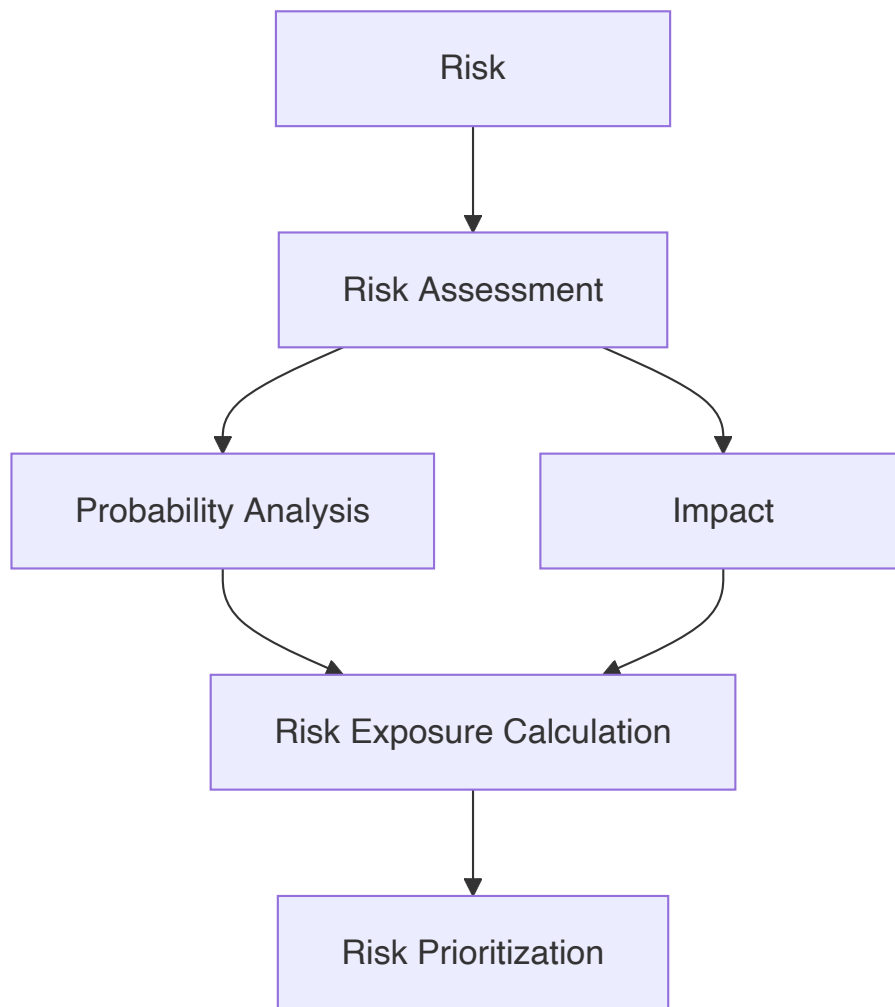 Risk
Risk Assessment
Probability Analysis
Impact
Risk Exposure Calculation
Risk Prioritization